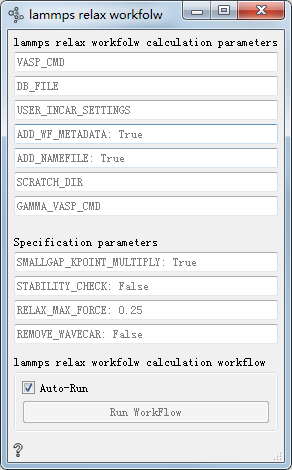 lammps relax workfolw
lammps relax workfolw calculation parameters
VASP_CMD
DB_FILE
USER_INCAR_SETTINGS
ADD_WF_METADATA: True
ADD_NAMEFILE: True
SCRATCH_DIR
GAMMA_VASP_CMD
Specification parameters
SMALLGAP_KPOINT_MULTIPLY: True
STABILITY_CHECK: False
RELAX_MAX_FORCE: 0.25
REMOVE_WAVECAR: False
lammps relax workfolw calculation workflow
Auto-Run
Run WorkFlow
?